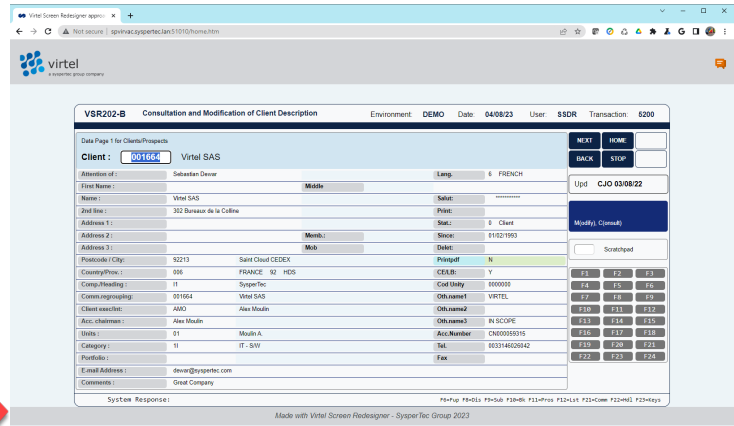 Virtel Screen Redesigner approac
Not secure | spvirvac.syspertec.lan:51010/home.htm
virtel
a syspertec group company
VSR202-B Consultation and Modification of Client Description Environment: DEMO Date: 04/08/23 User: SSDR Transaction: 5200
Data Page 1 for Clients/Prospects
Client : 001664 Virtel SAS
NEXT HOME
BACK STOP
Attention of : Sebastian Dewar Lang. 6 FRENCH
First Name : Middle
Name : Virtel SAS Salut: ***********
2nd line : 302 Bureaux de la Colline Print:
Address 1 : Stat.: 0 Client
Address 2 : Memb.: Since: 01/02/1993
Address 3 : Mob Delet:
Postcode / City: 92213 Saint Cloud CEDEX Printpdf N
Country/Prov. : 006 FRANCE 92 HDS CE/LB: Y
Comp./Heading : I1 SysperTec Cod Unity 0000000
Comm.regrouping: 001664 Virtel SAS Oth.name1 VIRTEL
Client exec/Int: AMO Alex Moulin Oth.name2
Acc. chairman : Alex Moulin Oth.name3 IN SCOPE
Units : 01 Moulin A. Acc.Number CN000059315
Category : 1I IT - S/W Tel. 0033146026042
Portfolio : Fax
E-mail Address : dewar@syspertec.com
Comments : Great Company
Upd CJO 03/08/22
M(odify), C(onsult)
Scratchpad
F1 F2 F3
F4 F5 F6
F7 F8 F9
F10 F11 F12
F13 F14 F15
F16 F17 F18
F19 F20 F21
F22 F23 F24
System Response: F6=Fup F8=Dis F9=Sub F10=Bk F11=Pros F12=Lst F21=Comm F22=Hdl F23=Keys
Made with Virtel Screen Redesigner - SysperTec Group 2023